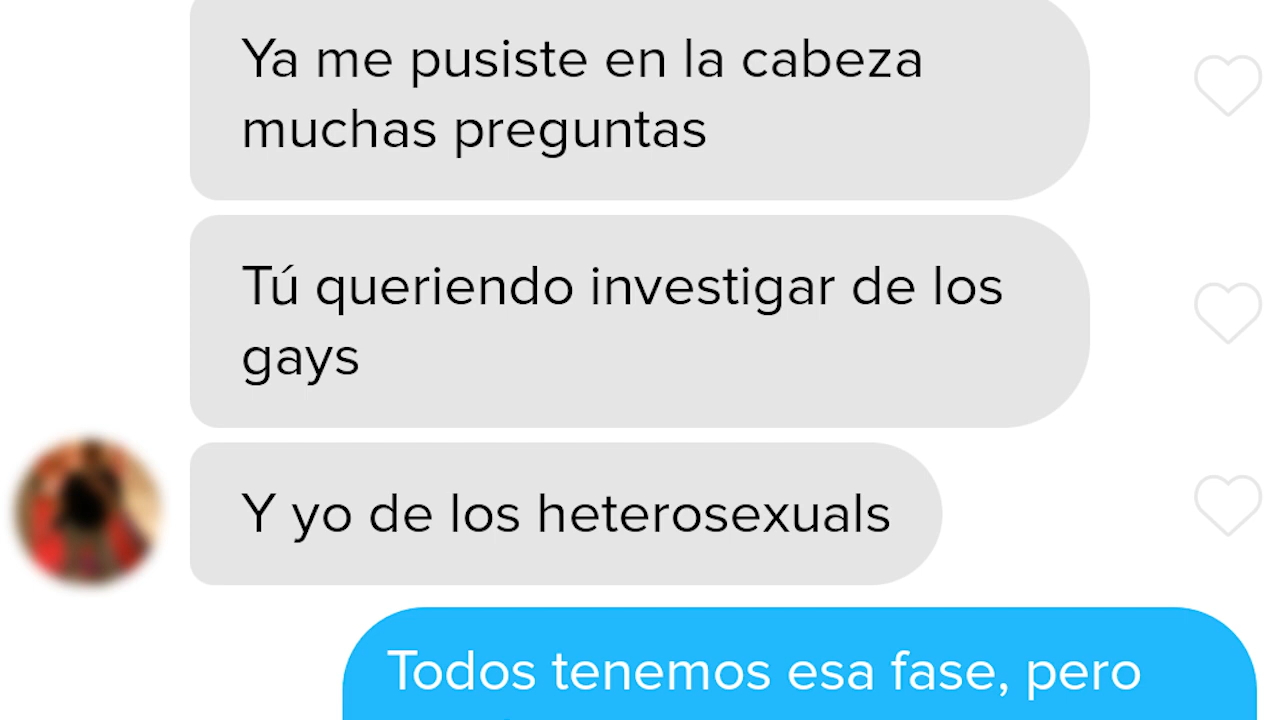 Ya me pusiste en la cabeza
muchas preguntas
Tú queriendo investigar de los
gays
Y yo de los heterosexuals
Todos tenemos esa fase, pero